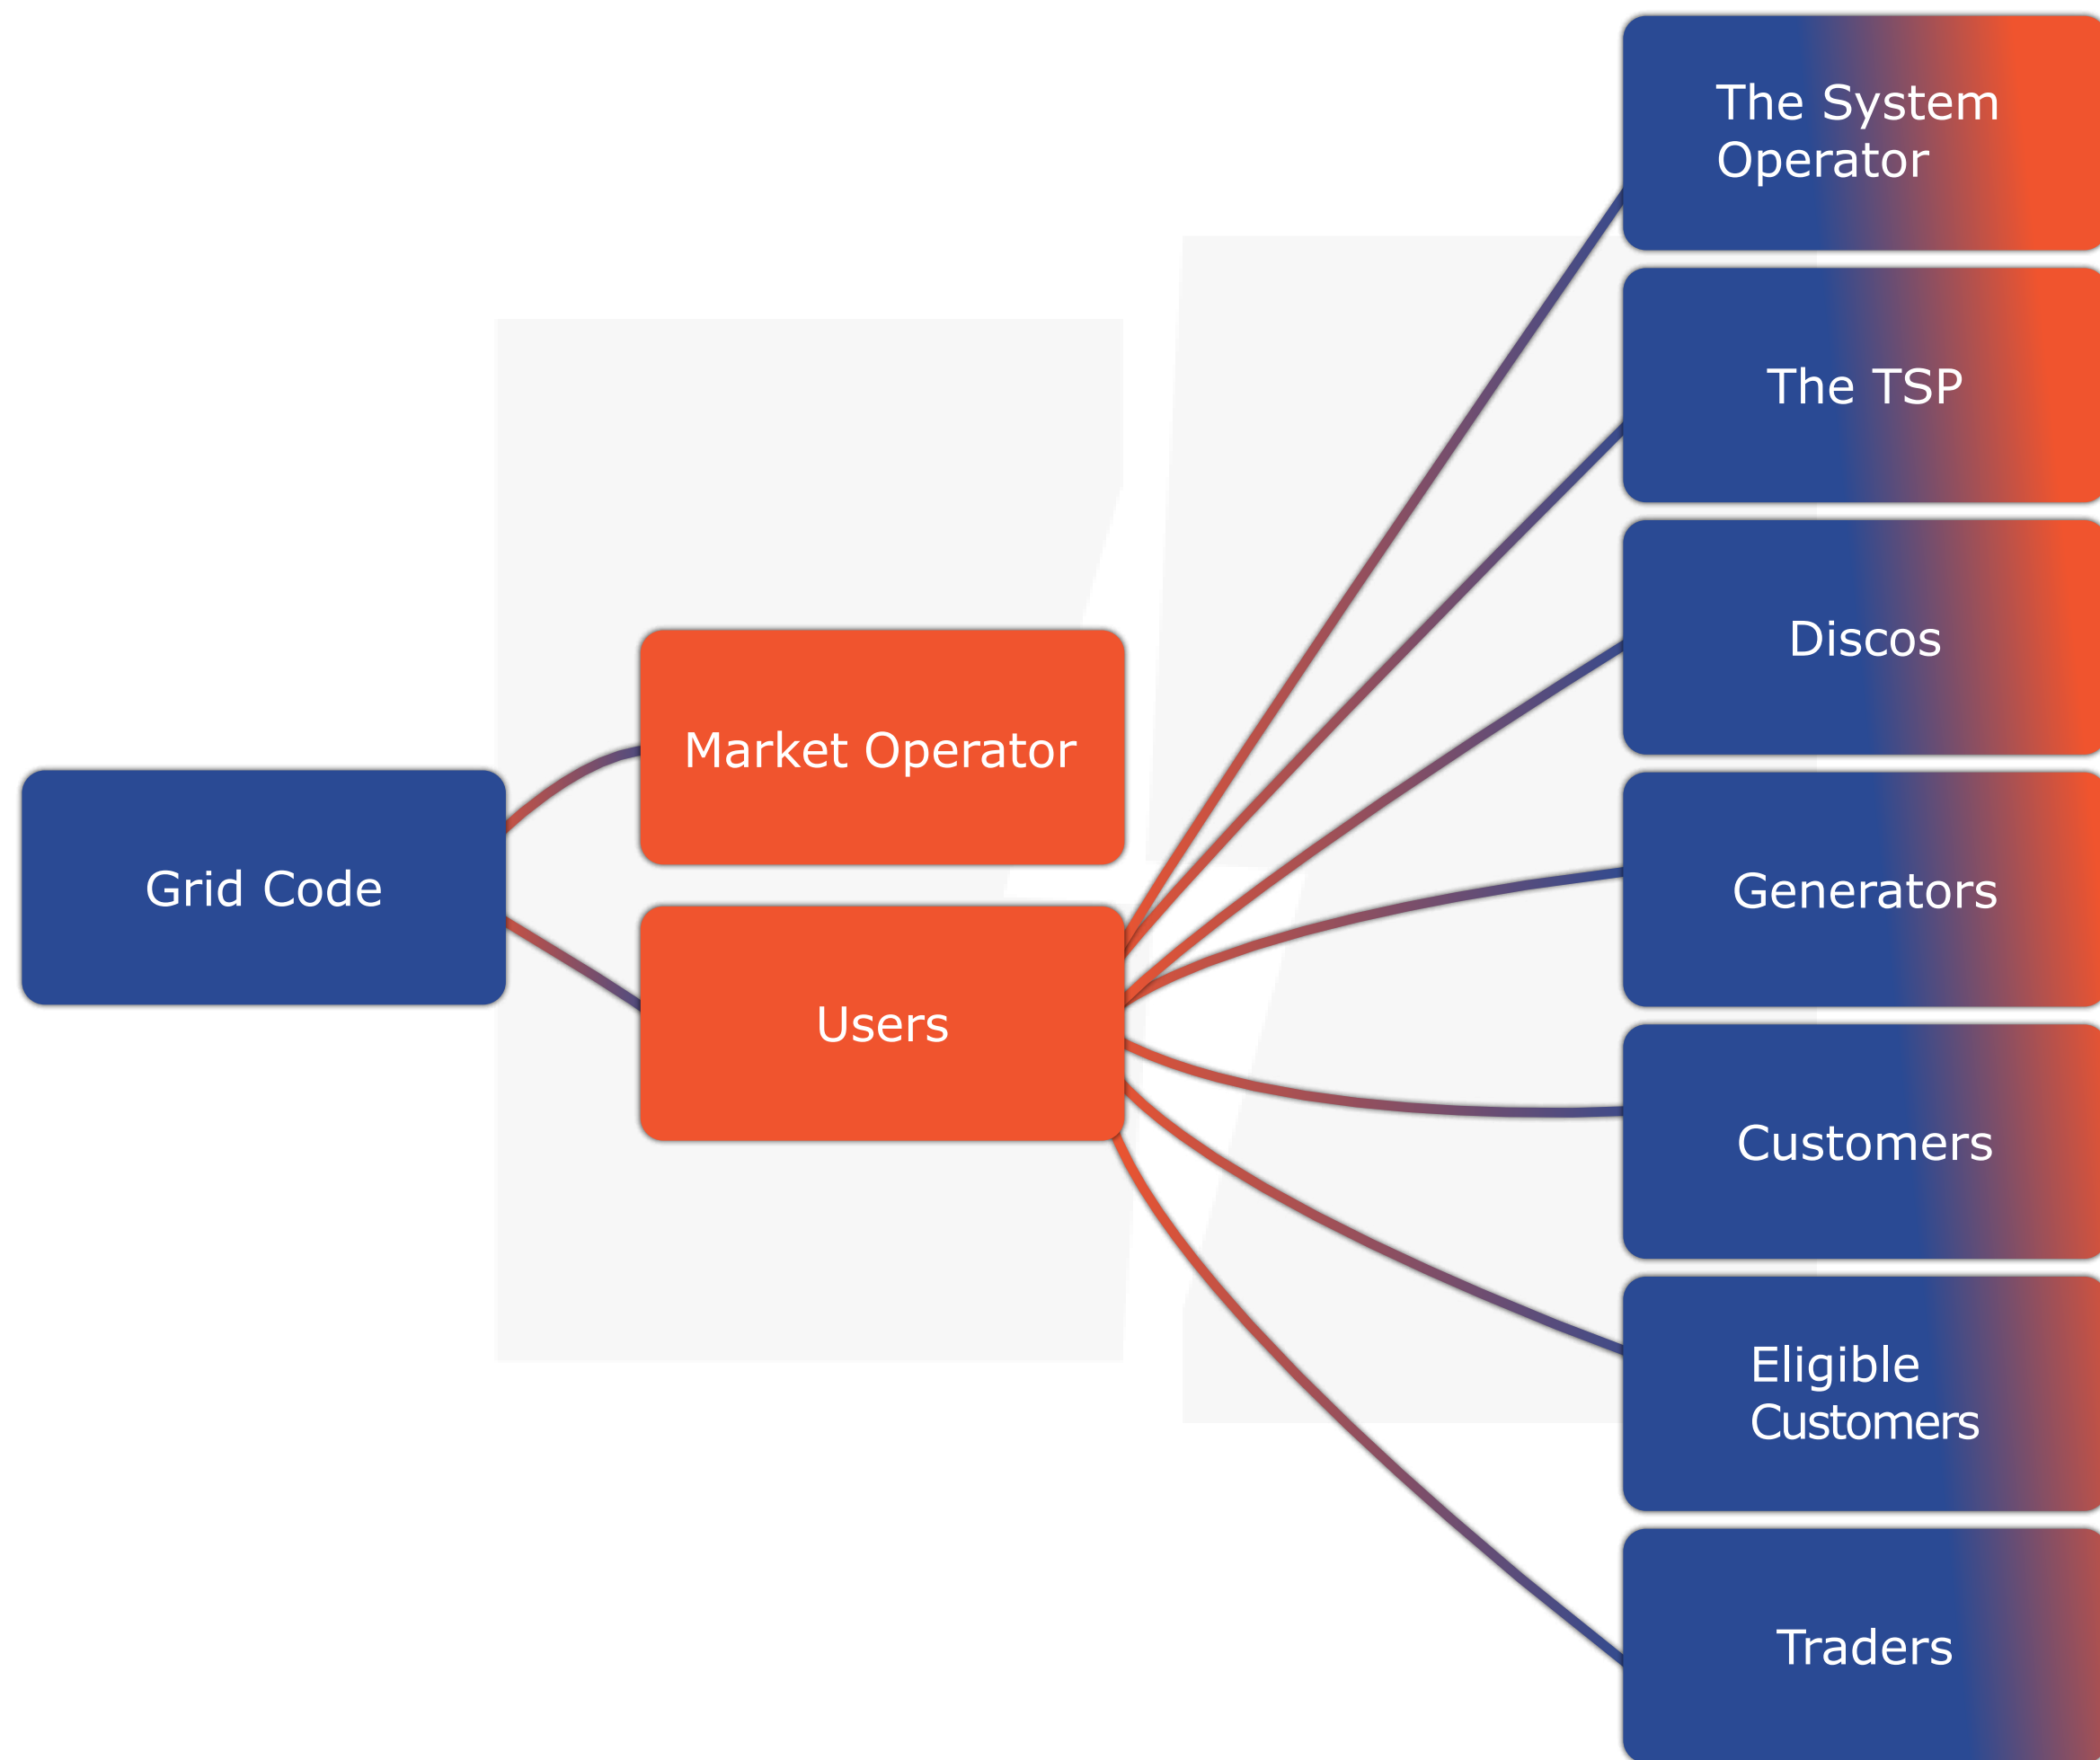 Grid Code
Market Operator
Users
The System
Operator
The TSP
Discos
Generators
Customers
Eligible
Customers
Traders